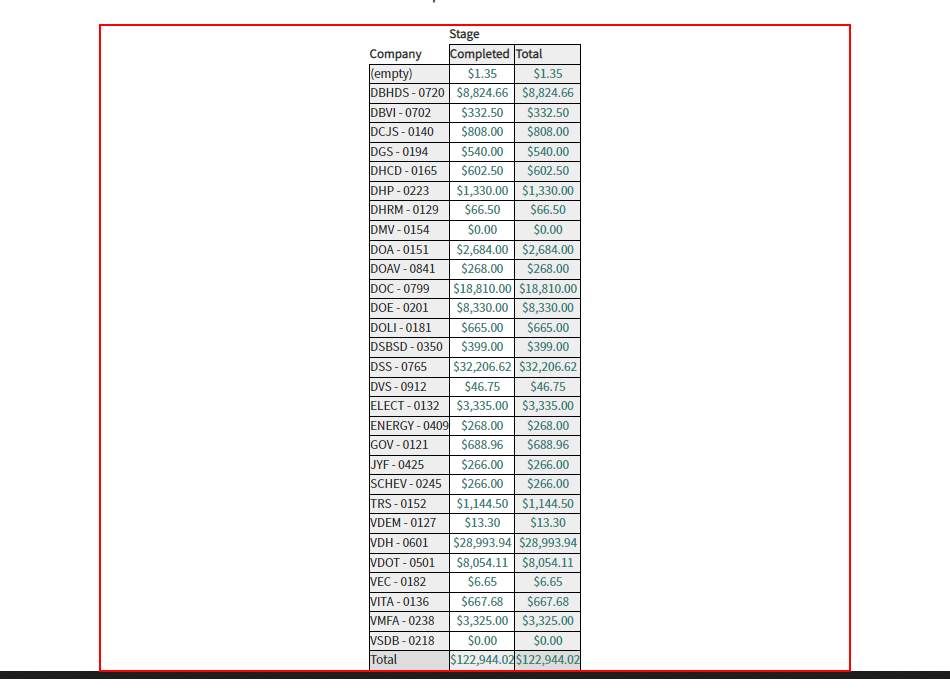 Stage
Company Completed Total
(empty) $1.35 $1.35
DBHDS - 0720 $8,824.66 $8,824.66
DBVI - 0702 $332.50 $332.50
DCJS - 0140 $808.00 $808.00
DGS - 0194 $540.00 $540.00
DHCD - 0165 $602.50 $602.50
DHP - 0223 $1,330.00 $1,330.00
DHRM - 0129 $66.50 $66.50
DMV - 0154 $0.00 $0.00
DOA - 0151 $2,684.00 $2,684.00
DOAV - 0841 $268.00 $268.00
DOC - 0799 $18,810.00 $18,810.00
DOE - 0201 $8,330.00 $8,330.00
DOLI - 0181 $665.00 $665.00
DSBSD - 0350 $399.00 $399.00
DSS - 0765 $32,206.62 $32,206.62
DVS - 0912 $46.75 $46.75
ELECT - 0132 $3,335.00 $3,335.00
ENERGY - 0409 $268.00 $268.00
GOV - 0121 $688.96 $688.96
JYF - 0425 $266.00 $266.00
SCHEV - 0245 $266.00 $266.00
TRS - 0152 $1,144.50 $1,144.50
VDEM - 0127 $13.30 $13.30
VDH - 0601 $28,993.94 $28,993.94
VDOT - 0501 $8,054.11 $8,054.11
VEC - 0182 $6.65 $6.65
VITA - 0136 $667.68 $667.68
VMFA - 0238 $3,325.00 $3,325.00
VSDB - 0218 $0.00 $0.00
Total $122,944.02 $122,944.02